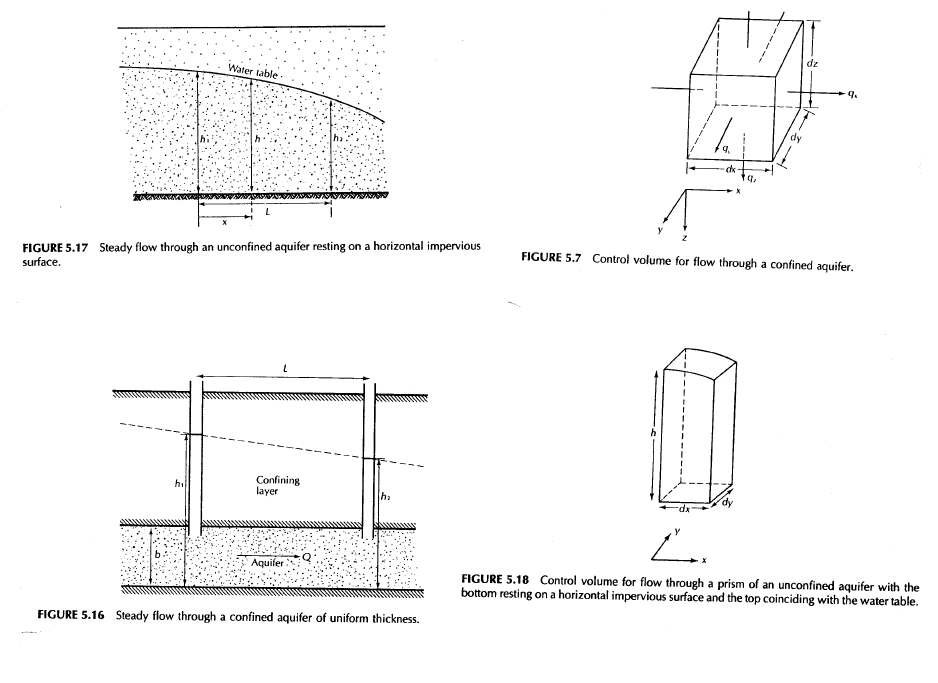 Water table
h₁
h
h₂
L
x
FIGURE 5.17 Steady flow through an unconfined aquifer resting on a horizontal impervious
surface.
dz
qₓ
dy
dx
q_z
x
y
z
FIGURE 5.7 Control volume for flow through a confined aquifer.
L
h₁
Confining
layer
h₂
b
Q
Aquifer
FIGURE 5.16 Steady flow through a confined aquifer of uniform thickness.
h
dx
dy
y
x
FIGURE 5.18 Control volume for flow through a prism of an unconfined aquifer with the
bottom resting on a horizontal impervious surface and the top coinciding with the water table.